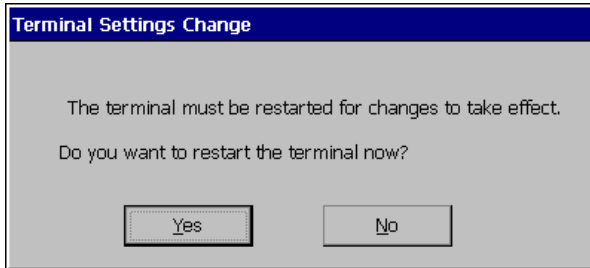 Terminal Settings Change
The terminal must be restarted for changes to take effect.
Do you want to restart the terminal now?
Yes No